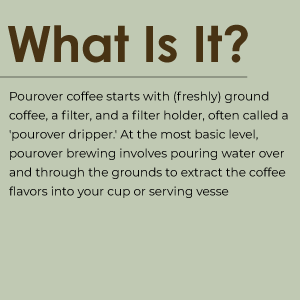 What Is It?
Pourover coffee starts with (freshly) ground
coffee, a filter, and a filter holder, often called a
'pourover dripper.' At the most basic level,
pourover brewing involves pouring water over
and through the grounds to extract the coffee
flavors into your cup or serving vesse